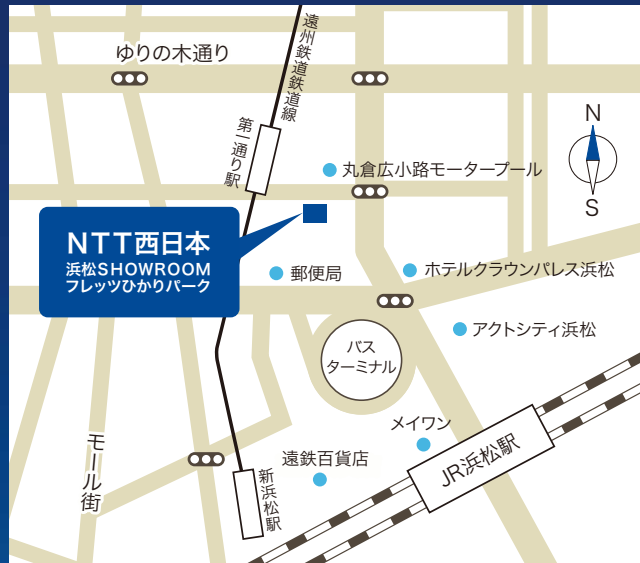 ゆりの木通り
遠州鉄道鉄道線
第一通り駅
N
S
丸倉広小路モータープール
NTT西日本
浜松SHOWROOM
フレッツひかりパーク
郵便局
ホテルクラウンパレス浜松
アクトシティ浜松
バス
ターミナル
メイワン
JR浜松駅
遠鉄百貨店
新浜松駅
モール街